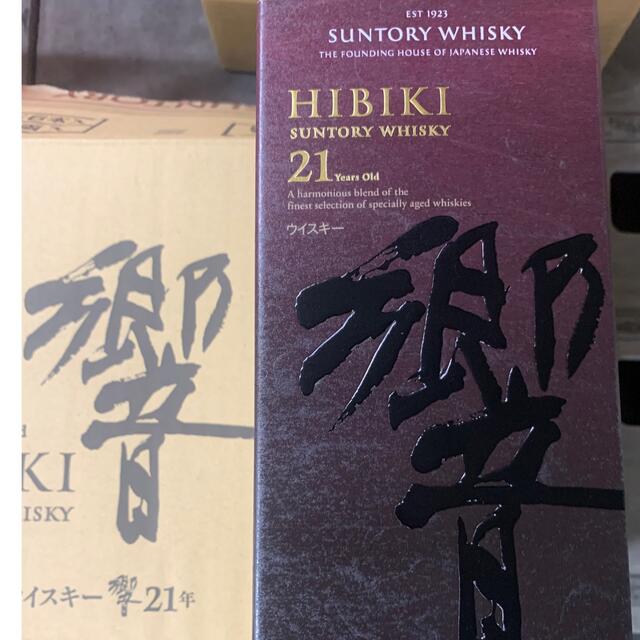 EST 1923
SUNTORY WHISKY
THE FOUNDING HOUSE OF JAPANESE WHISKY
HIBIKI
SUNTORY WHISKY
21 Years Old
A harmonious blend of the
finest selection of specially aged whiskies
ウイスキー
響
響
KI
ISKY
イスキー 響 21年